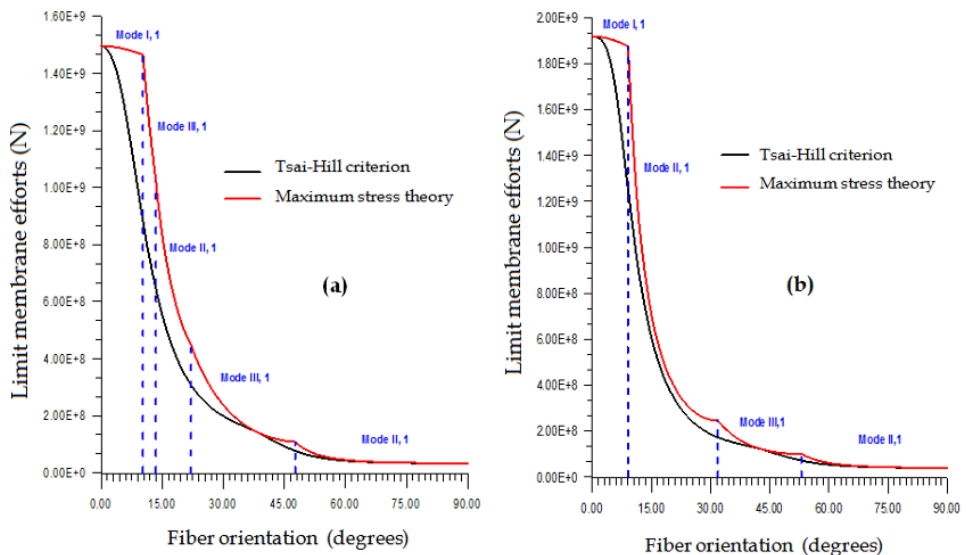 1.60E+9
1.40E+9
1.20E+9
1.00E+9
8.00E+8
6.00E+8
4.00E+8
2.00E+8
0.00E+0
Limit membrane efforts (N)
Mode I, 1
Mode III, 1
Mode II, 1
Mode III, 1
Mode II, 1
Tsai-Hill criterion
Maximum stress theory
(a)
0.00 15.00 30.00 45.00 60.00 75.00 90.00
Fiber orientation (degrees)
2.00E+9
1.80E+9
1.60E+9
1.40E+9
1.20E+9
1.00E+9
8.00E+8
6.00E+8
4.00E+8
2.00E+8
0.00E+0
Limit membrane efforts (N)
Mode I, 1
Mode II, 1
Mode III,1
Mode II,1
Tsai-Hill criterion
Maximum stress theory
(b)
0.00 15.00 30.00 45.00 60.00 75.00 90.00
Fiber orientation (degrees)